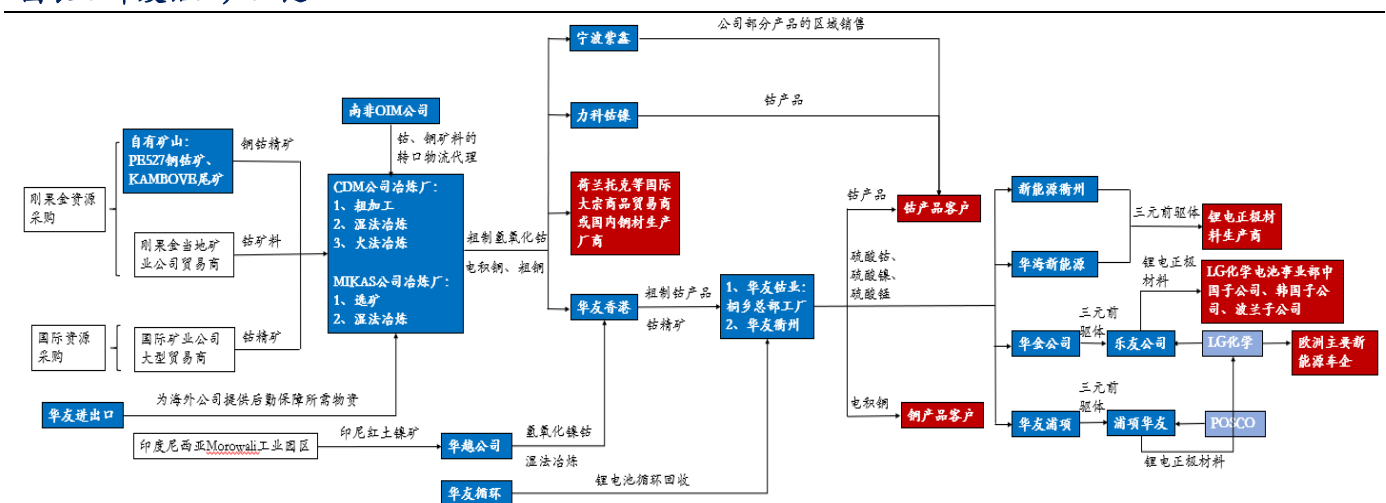 宁波紫鑫
公司部分产品的区域销售
南非OIM公司
力科钴镍
钴产品
钴、铜矿料的
转口物流代理
自有矿山:
PE527铜钴矿、
KAMBOVE尾矿
铜钴精矿
刚果金资源
采购
刚果金当地矿
业公司贸易商
钴矿料
CDM公司冶炼厂:
1、粗加工
2、湿法冶炼
3、火法冶炼
MIKAS公司冶炼厂:
1、选矿
2、湿法冶炼
荷兰托克等国际
大宗商品贸易商
或国内铜材生产
厂商
粗制氢氧化钴
电积铜、粗铜
国际资源
采购
国际矿业公司
大型贸易商
钴精矿
华友香港
粗制钴产品
钴精矿
1、华友钴业:
桐乡总部工厂
2、华友衢州
钴产品
钴产品客户
硫酸钴、
硫酸镍、
硫酸锰
电积铜
铜产品客户
新能源衢州
华海新能源
三元前驱体
锂电正极材
料生产商
锂电正极
材料
LG化学电池事业部中
国子公司、韩国子公
司、波兰子公司
华金公司
三元前
驱体
乐友公司
LG化学
欧洲主要新
能源车企
华友浦项
三元前
驱体
浦项华友
POSCO
锂电正极材料
华友进出口
为海外公司提供后勤保障所需物资
印度尼西亚Morowali工业园区
印尼红土镍矿
华越公司
氢氧化镍钴
湿法冶炼
华友循环
锂电池循环回收